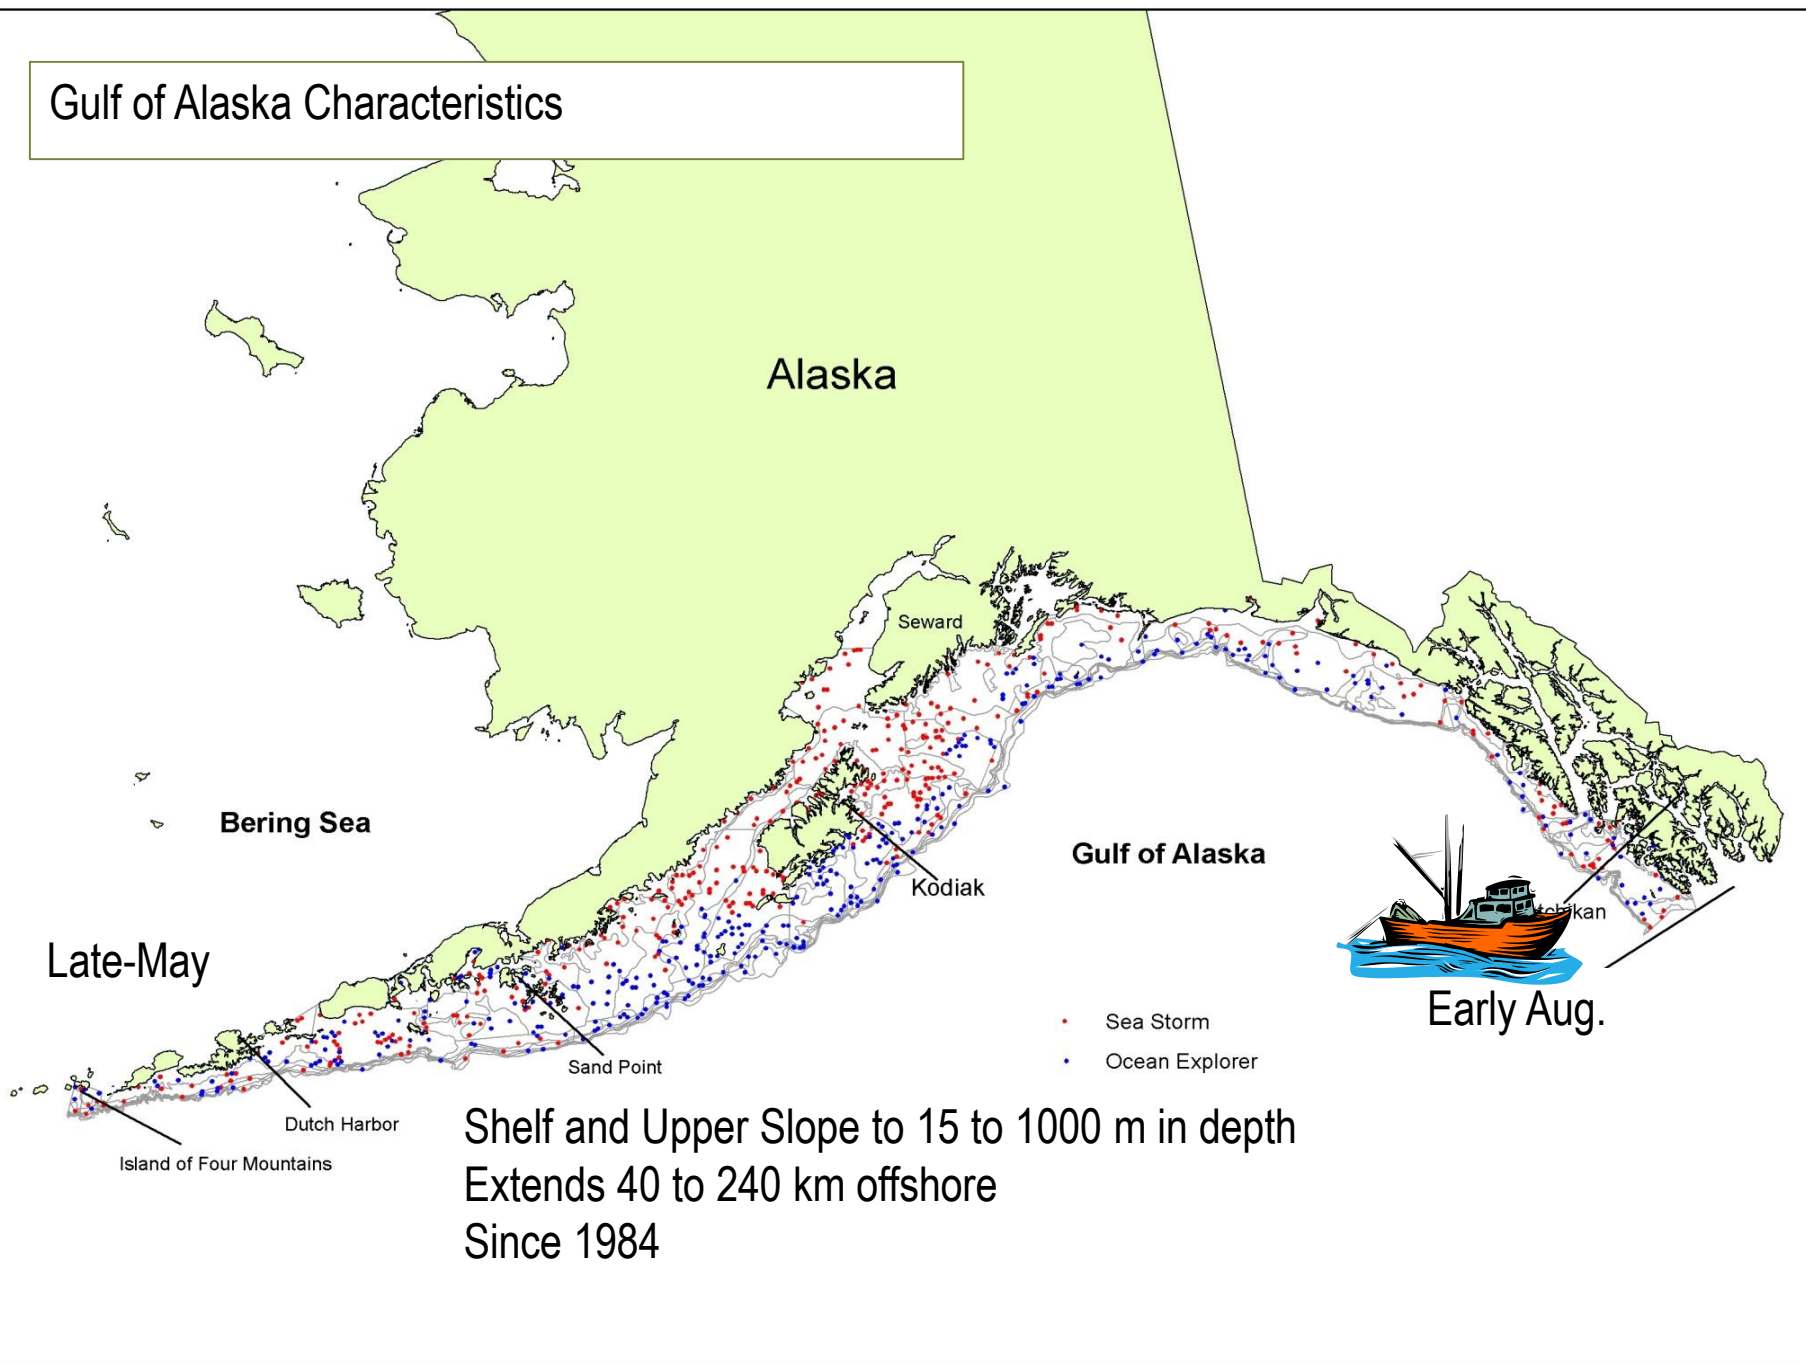 Gulf of Alaska Characteristics
Alaska
Seward
Bering Sea
Gulf of Alaska
Kodiak
Late-May
Early Aug.
Sea Storm
Ocean Explorer
Sand Point
Dutch Harbor
Island of Four Mountains
Shelf and Upper Slope to 15 to 1000 m in depth
Extends 40 to 240 km offshore
Since 1984